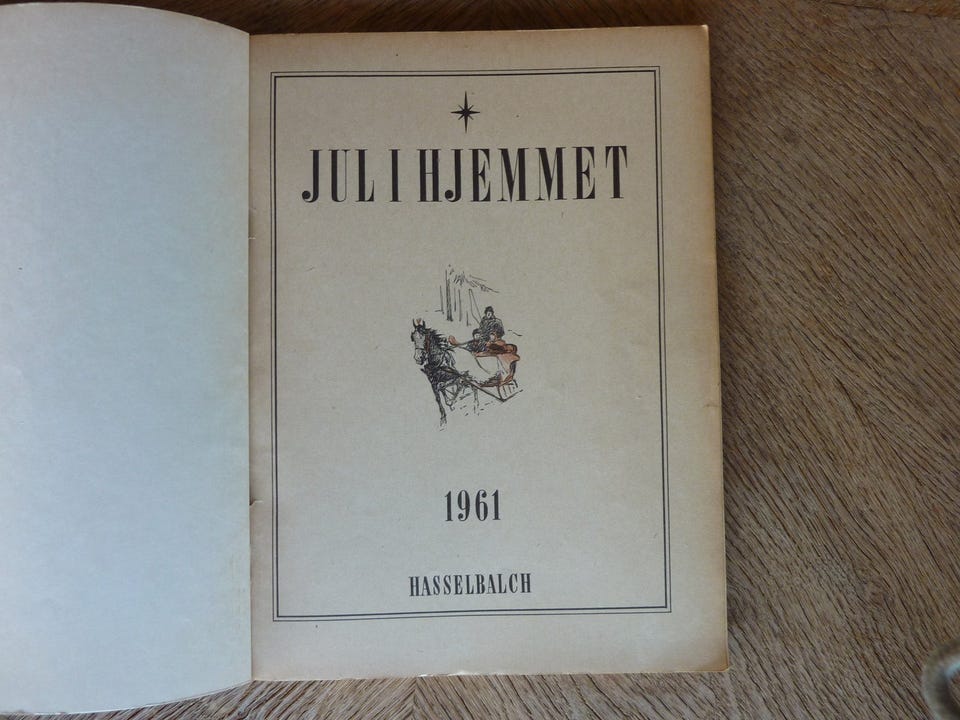 JUL I HJEMMET
1961
HASSELBALCH